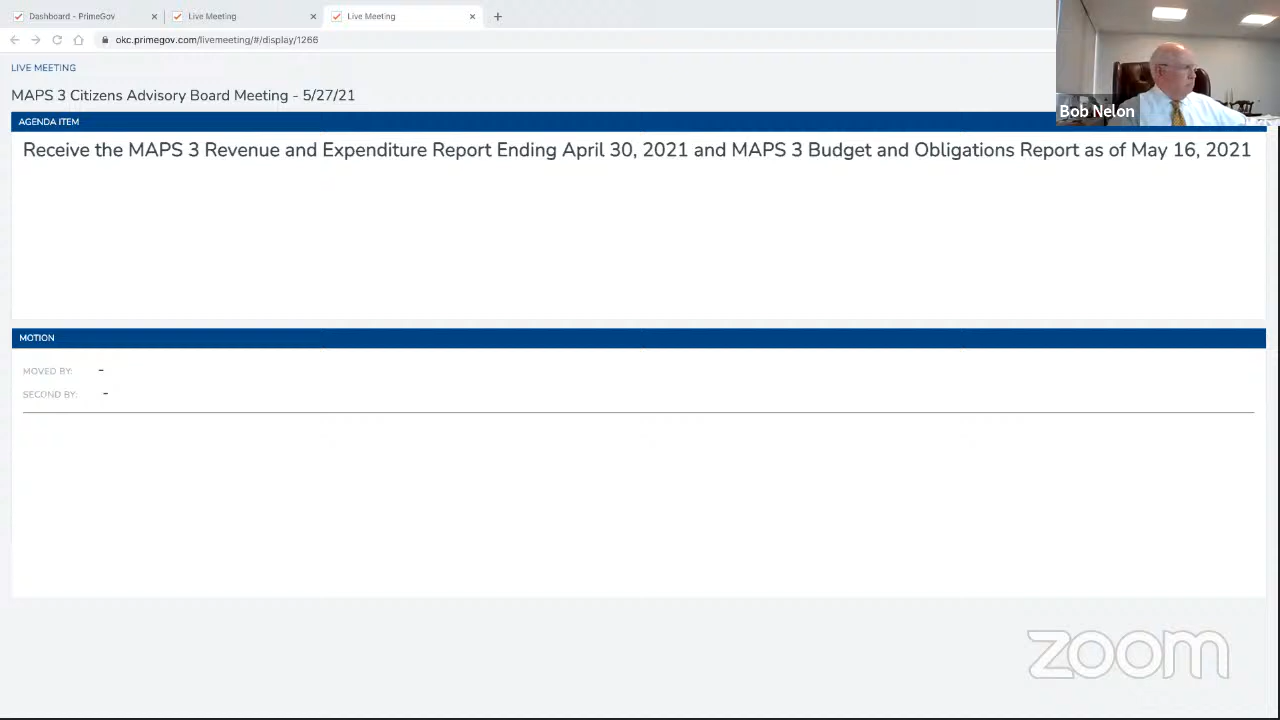 Dashboard - PrimeGov
Live Meeting
Live Meeting
okc.primegov.com/livemeeting/#/display/1266
LIVE MEETING
MAPS 3 Citizens Advisory Board Meeting - 5/27/21
Bob Nelon
AGENDA ITEM
Receive the MAPS 3 Revenue and Expenditure Report Ending April 30, 2021 and MAPS 3 Budget and Obligations Report as of May 16, 2021
MOTION
MOVED BY: -
SECOND BY: -
zoom